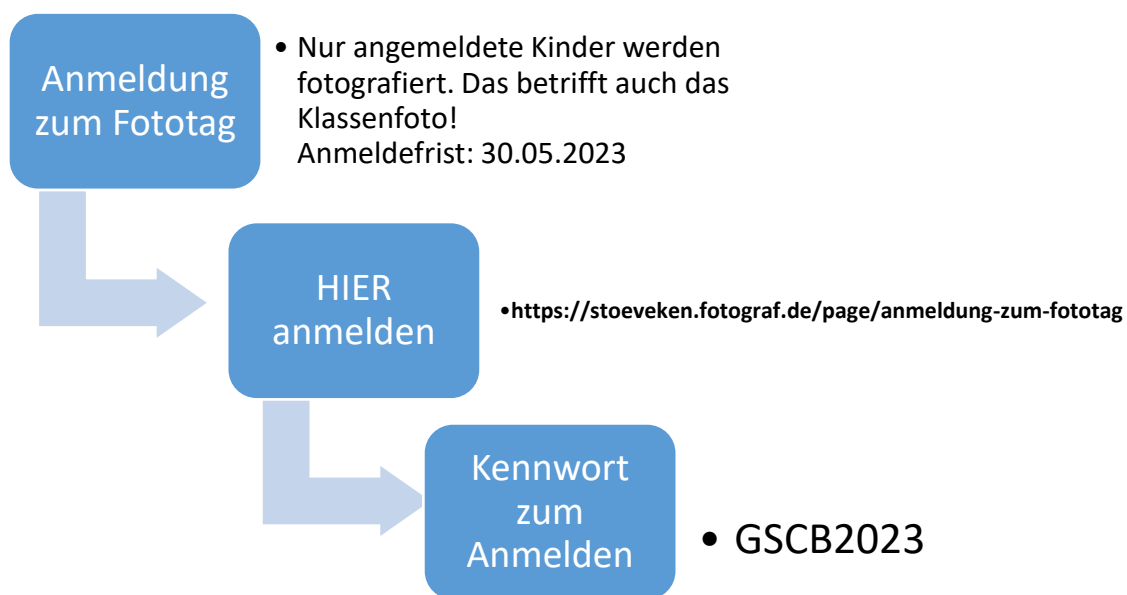 Anmeldung
zum Fototag
• Nur angemeldete Kinder werden
fotografiert. Das betrifft auch das
Klassenfoto!
Anmeldefrist: 30.05.2023
HIER
anmelden
•https://stoeveken.fotograf.de/page/anmeldung-zum-fototag
Kennwort
zum
Anmelden
• GSCB2023